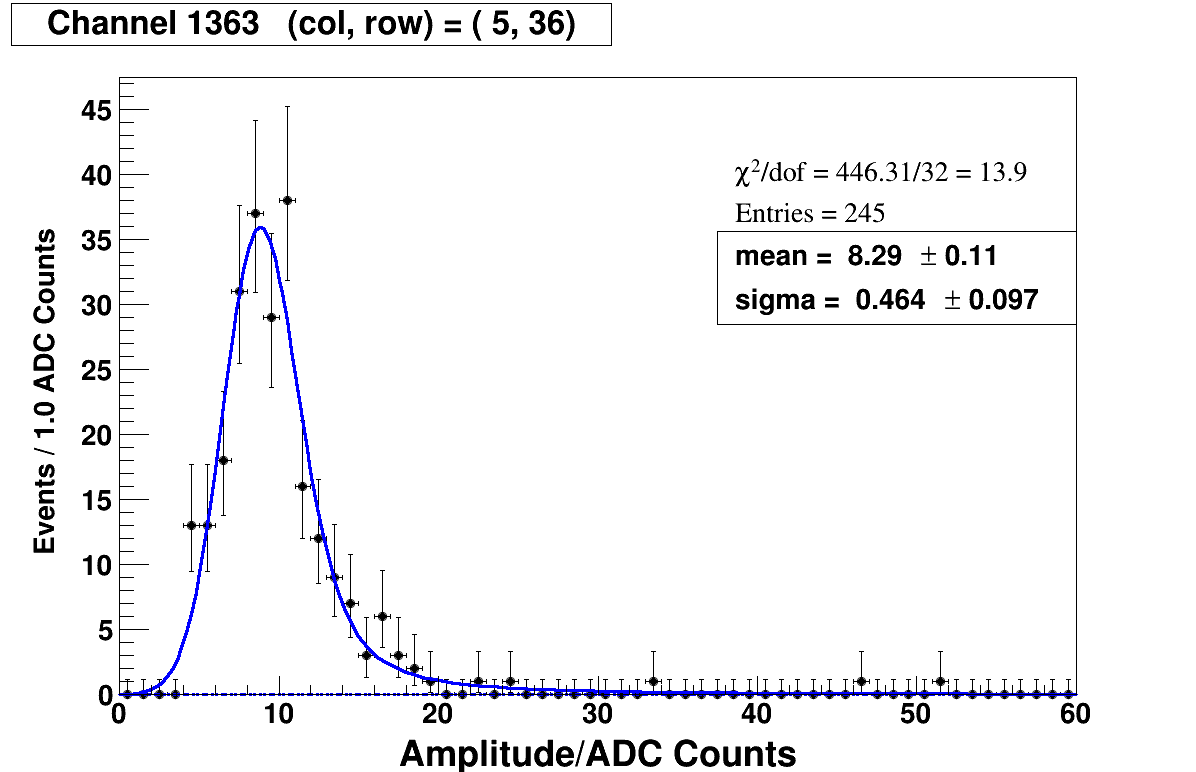 Channel 1363 (col, row) = ( 5, 36)
45
40
35
30
25
20
15
10
5
0
Events / 1.0 ADC Counts
χ²/dof = 446.31/32 = 13.9
Entries = 245
mean = 8.29 ± 0.11
sigma = 0.464 ± 0.097
0 10 20 30 40 50 60
Amplitude/ADC Counts